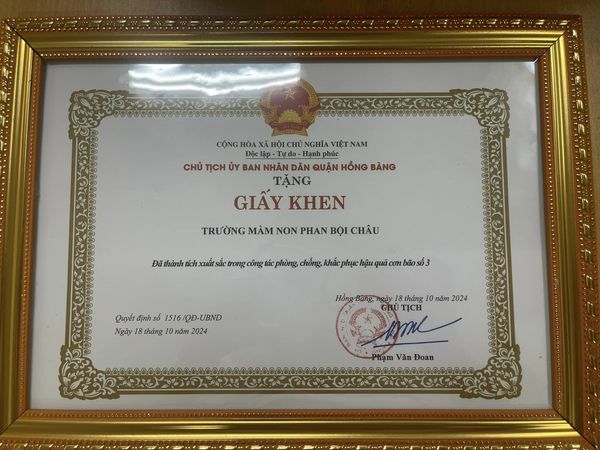 CỘNG HÒA XÃ HỘI CHỦ NGHĨA VIỆT NAM
Độc lập - Tự do - Hạnh phúc
CHỦ TỊCH ỦY BAN NHÂN DÂN QUẬN HỒNG BÀNG
TẶNG
GIẤY KHEN
TRƯỜNG MẦM NON PHAN BỘI CHÂU
Đã thành tích xuất sắc trong công tác phòng, chống, khắc phục hậu quả cơn bão số 3
Hồng Bàng, ngày 18 tháng 10 năm 2024
CHỦ TỊCH
Quyết định số 1516 /QĐ-UBND
Ngày 18 tháng 10 năm 2024
Phạm Văn Đoan